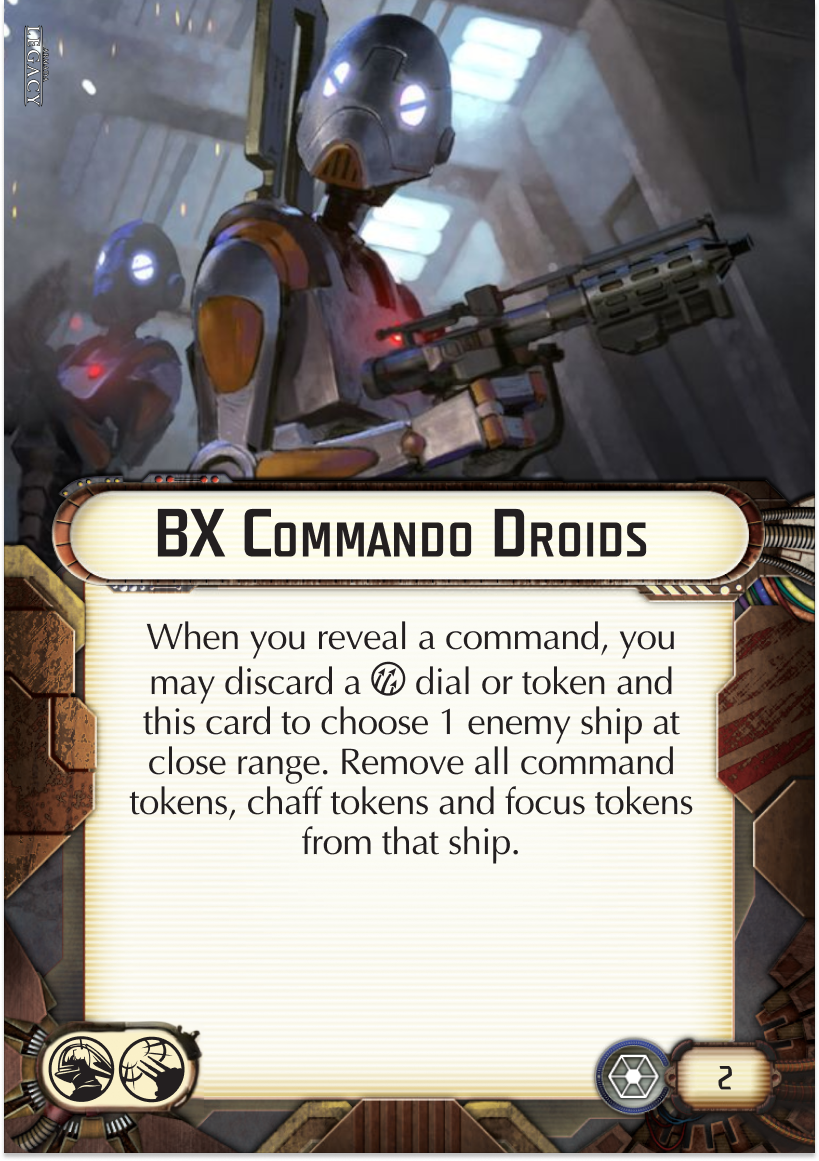 LEGACY
BX COMMANDO DROIDS
When you reveal a command, you
may discard a dial or token and
this card to choose 1 enemy ship at
close range. Remove all command
tokens, chaff tokens and focus tokens
from that ship.
2